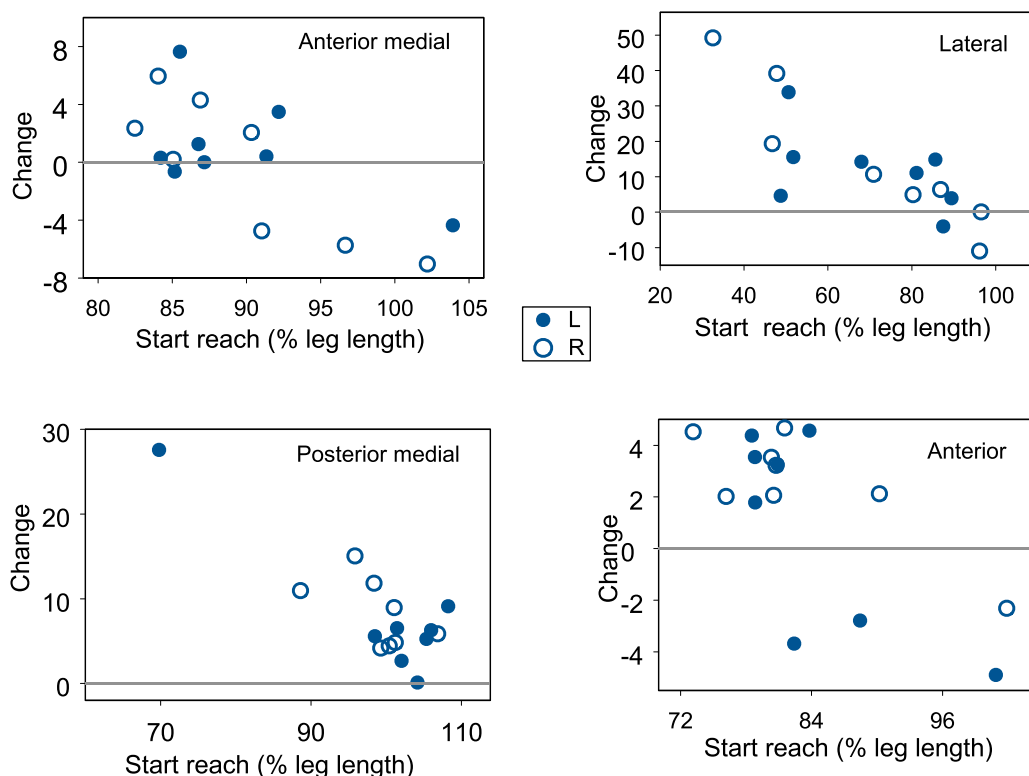 Anterior medial
8
4
0
-4
-8
Change
80 85 90 95 100 105
Start reach (% leg length)
Lateral
50
40
30
20
10
0
-10
Change
20 40 60 80 100
Start reach (% leg length)
L
R
Posterior medial
30
20
10
0
Change
70 90 110
Start reach (% leg length)
Anterior
4
2
0
-2
-4
Change
72 84 96
Start reach (% leg length)